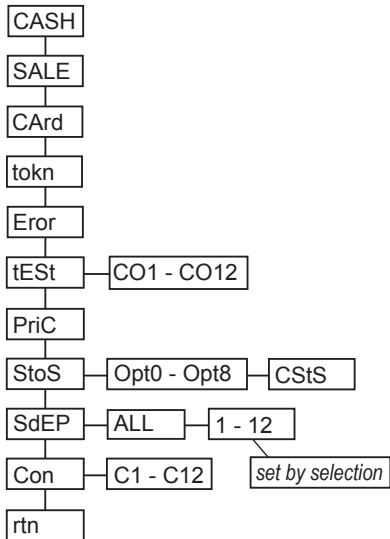 CASH
SALE
CArd
tokn
Eror
tESt CO1 - CO12
PriC
StoS Opt0 - Opt8 CStS
SdEP ALL 1 - 12
Con C1 - C12 set by selection
rtn